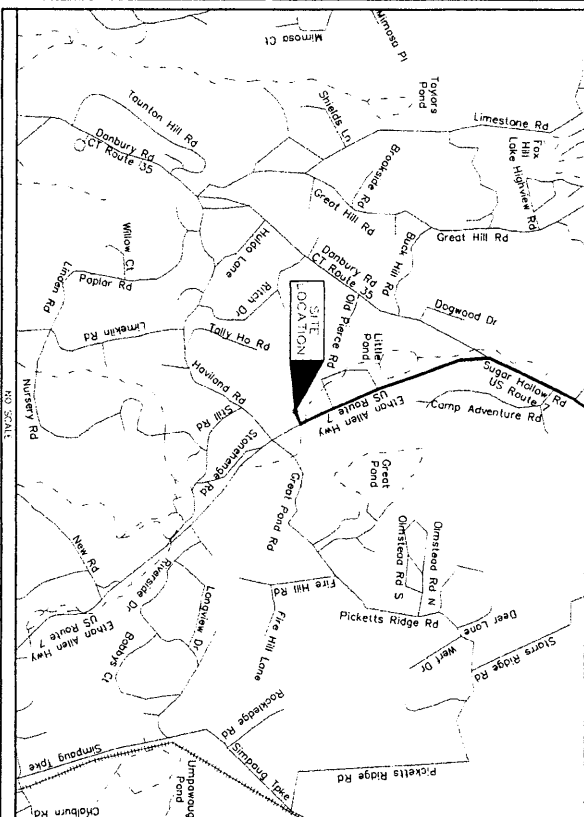 Mimosa Pl
Mimosa Ct
Taylors
Pond
Shields Ln
Limestone Rd
Fox
Hill
Lake
Highview Rd
Taunton Hill Rd
Danbury Rd
CT Route 35
Brookside Rd
Great Hill Rd
Great Hill Rd
Buck Hill Rd
Willow Ct
Hulda Lane
Danbury Rd
CT Route 35
Linden Rd
Poplar Rd
Ritch Dr
Dogwood Dr
SITE
LOCATION
Old Pierce Rd
Little
Pond
Limekiln Rd
Tally Ho Rd
Sugar Hollow Rd
US Route 7
Haviland Rd
Ethan Allen Hwy
US Route 7
Camp Adventure Rd
NO SCALE
Nursery Rd
Still Rd
Stonehenge
Rd
Great
Pond
Great Pond Rd
Olmstead Rd N
Olmstead Rd S
New Rd
Riverside Dr
Fire Hill Rd
Picketts Ridge Rd
Deer Lane
Ethan Allen Hwy
US Route 7
Longview Dr
Fire Hill Lane
Werf Dr
Starrs Ridge Rd
Bobbys Ct
Rockledge Rd
Simpaug Tpke
Simpaug Tpke
Picketts Ridge Rd
Umpawaug
Pond
Chalburn Rd